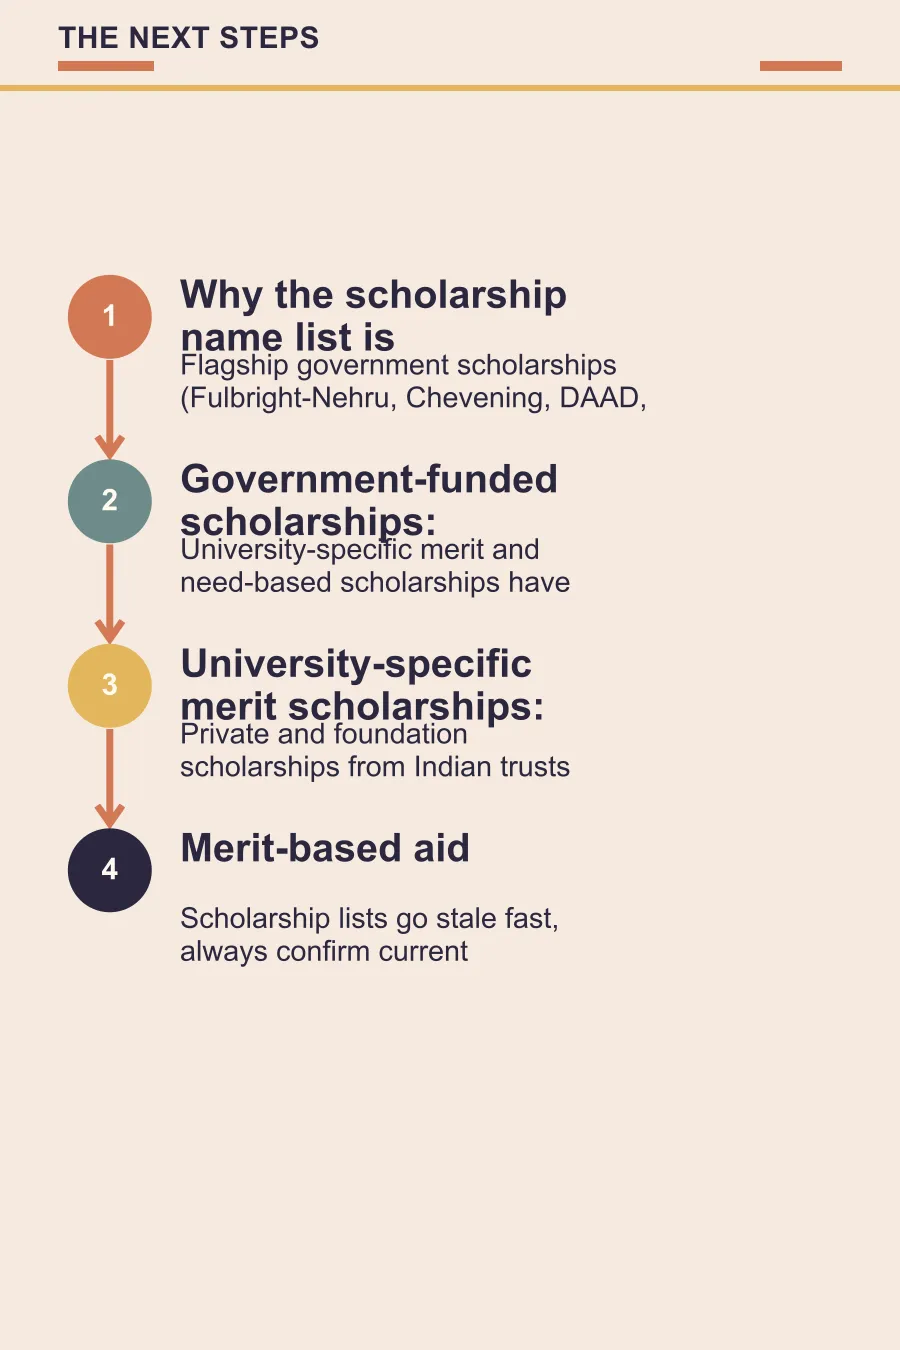 THE NEXT STEPS
1
Why the scholarship
name list is
Flagship government scholarships
(Fulbright-Nehru, Chevening, DAAD,
2
Government-funded
scholarships:
University-specific merit and
need-based scholarships have
3
University-specific
merit scholarships:
Private and foundation
scholarships from Indian trusts
4
Merit-based aid
Scholarship lists go stale fast,
always confirm current